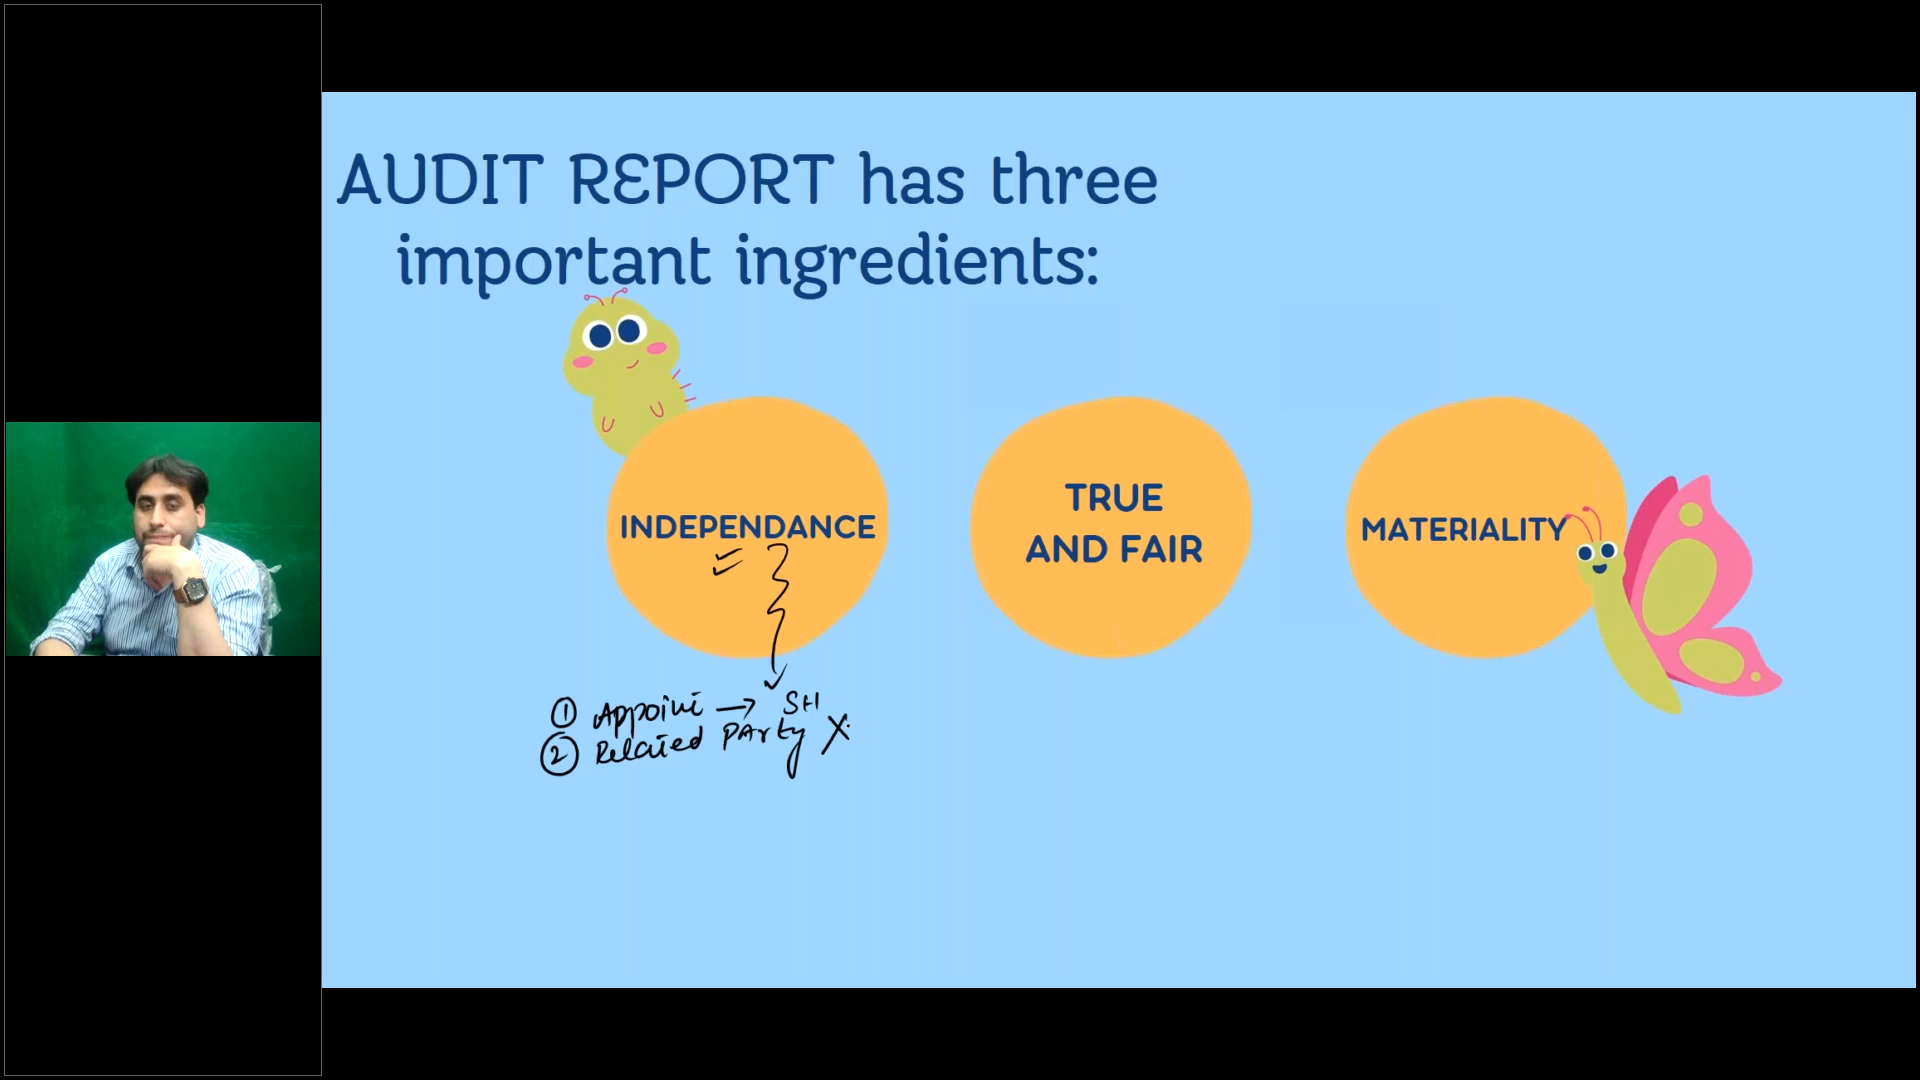 AUDIT REPORT has three
important ingredients:
INDEPENDANCE
TRUE
AND FAIR
MATERIALITY
① Appoint → SH
② Related Party X